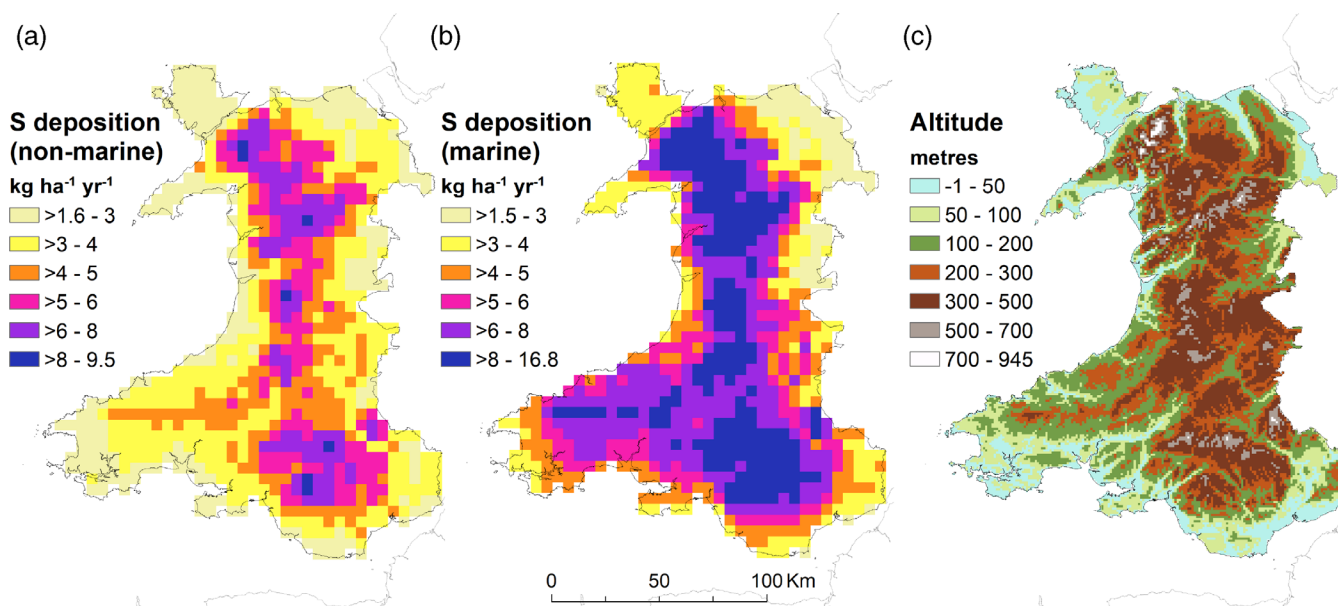 (a)
S deposition
(non-marine)
kg ha⁻¹ yr⁻¹
>1.6 - 3
>3 - 4
>4 - 5
>5 - 6
>6 - 8
>8 - 9.5
(b)
S deposition
(marine)
kg ha⁻¹ yr⁻¹
>1.5 - 3
>3 - 4
>4 - 5
>5 - 6
>6 - 8
>8 - 16.8
0 50 100 Km
(c)
Altitude
metres
-1 - 50
50 - 100
100 - 200
200 - 300
300 - 500
500 - 700
700 - 945